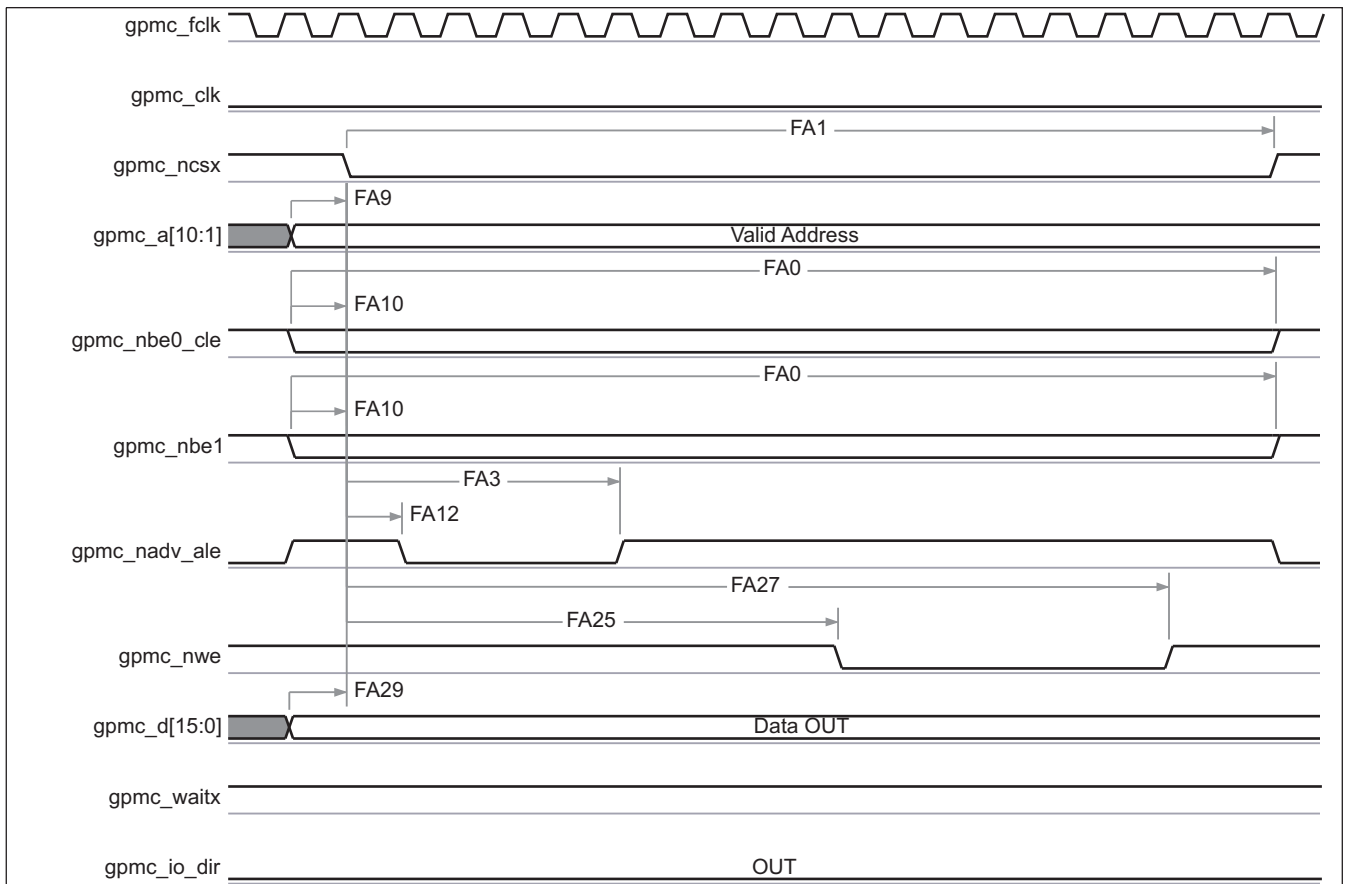 gpmc_fclk
gpmc_clk
FA1
gpmc_ncsx
FA9
gpmc_a[10:1]
Valid Address
FA0
FA10
gpmc_nbe0_cle
FA0
FA10
gpmc_nbe1
FA3
FA12
gpmc_nadv_ale
FA27
FA25
gpmc_nwe
FA29
gpmc_d[15:0]
Data OUT
gpmc_waitx
gpmc_io_dir
OUT